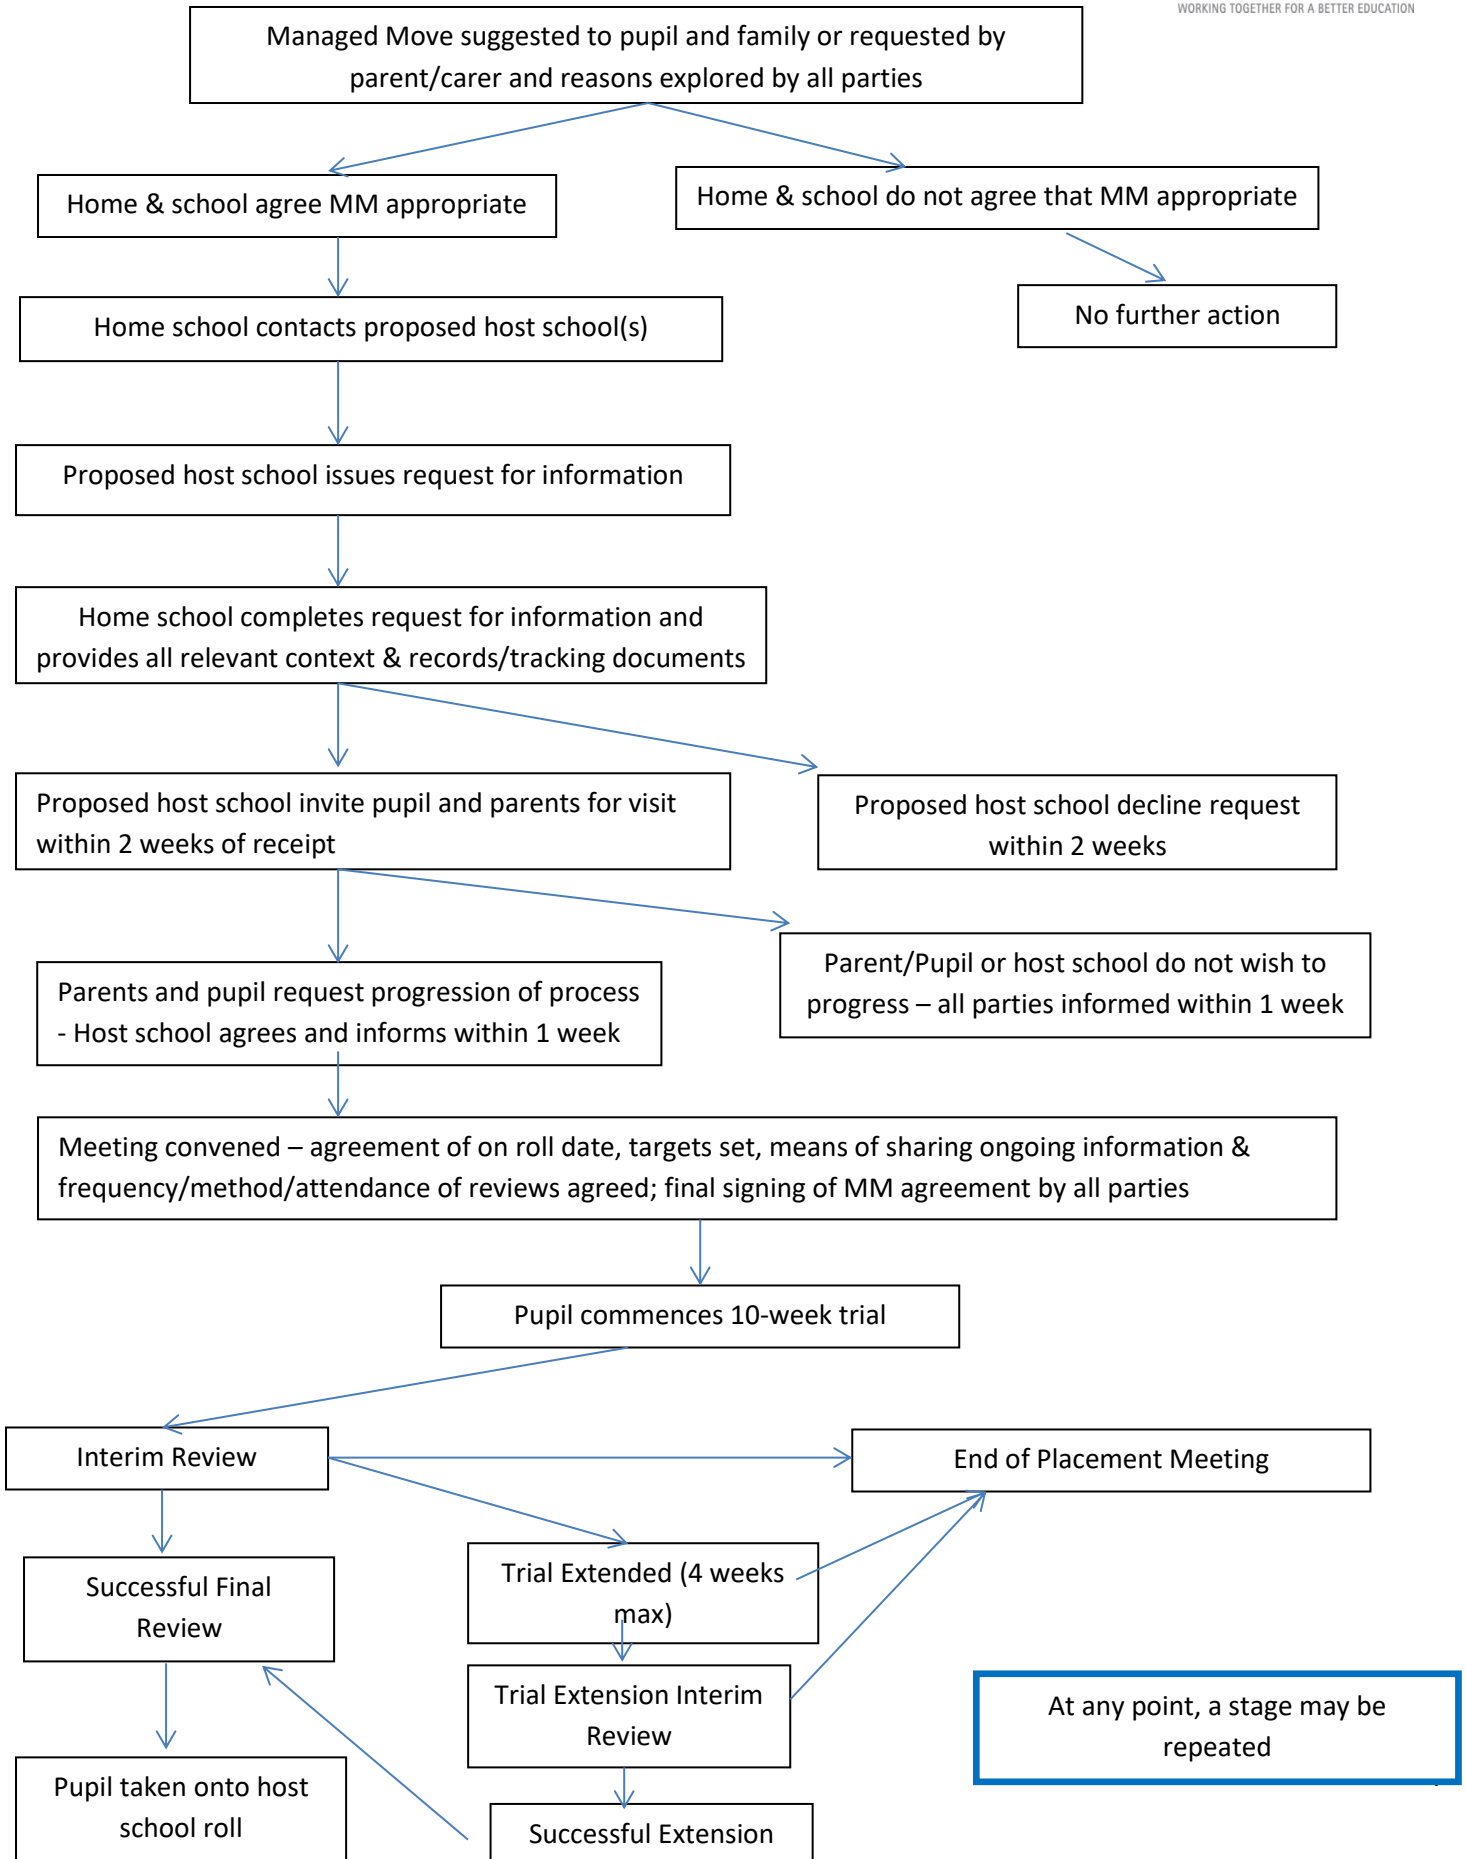 WORKING TOGETHER FOR A BETTER EDUCATION
Managed Move suggested to pupil and family or requested by
parent/carer and reasons explored by all parties
Home & school agree MM appropriate
Home & school do not agree that MM appropriate
No further action
Home school contacts proposed host school(s)
Proposed host school issues request for information
Home school completes request for information and
provides all relevant context & records/tracking documents
Proposed host school invite pupil and parents for visit
within 2 weeks of receipt
Proposed host school decline request
within 2 weeks
Parents and pupil request progression of process
- Host school agrees and informs within 1 week
Parent/Pupil or host school do not wish to
progress – all parties informed within 1 week
Meeting convened – agreement of on roll date, targets set, means of sharing ongoing information &
frequency/method/attendance of reviews agreed; final signing of MM agreement by all parties
Pupil commences 10-week trial
Interim Review
End of Placement Meeting
Successful Final
Review
Trial Extended (4 weeks
max)
Trial Extension Interim
Review
At any point, a stage may be
repeated
Pupil taken onto host
school roll
Successful Extension